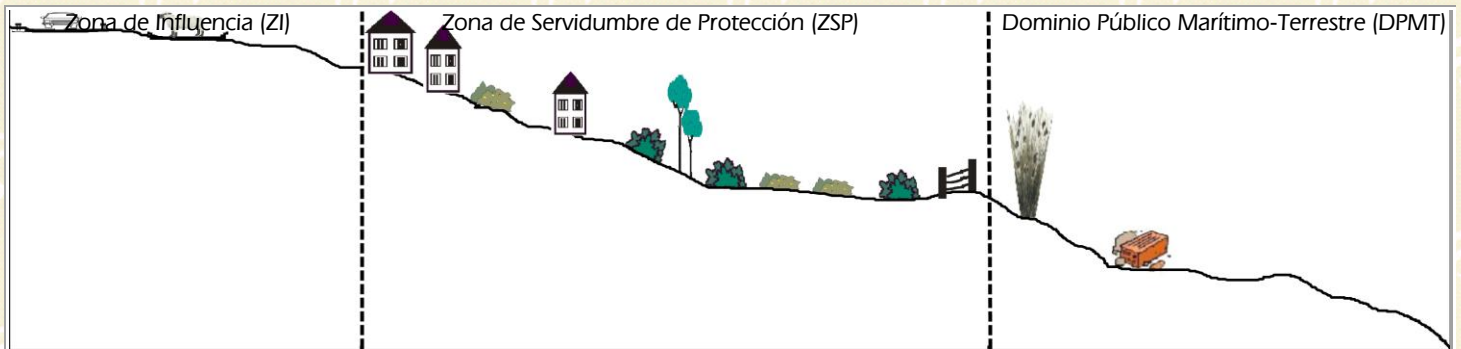 Zona de Influencia (ZI)
Zona de Servidumbre de Protección (ZSP)
Dominio Público Marítimo-Terrestre (DPMT)